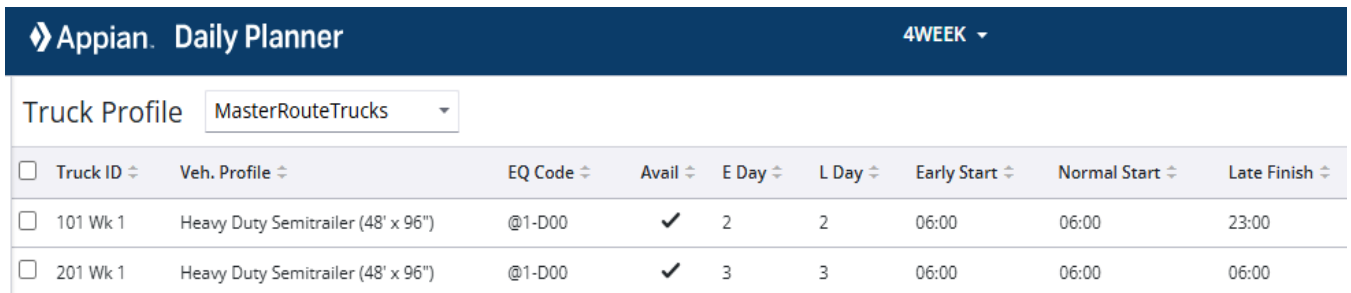 Appian. Daily Planner 4WEEK
Truck Profile MasterRouteTrucks
Truck ID Veh. Profile EQ Code Avail E Day L Day Early Start Normal Start Late Finish
101 Wk 1 Heavy Duty Semitrailer (48' x 96") @1-D00 ✓ 2 2 06:00 06:00 23:00
201 Wk 1 Heavy Duty Semitrailer (48' x 96") @1-D00 ✓ 3 3 06:00 06:00 06:00